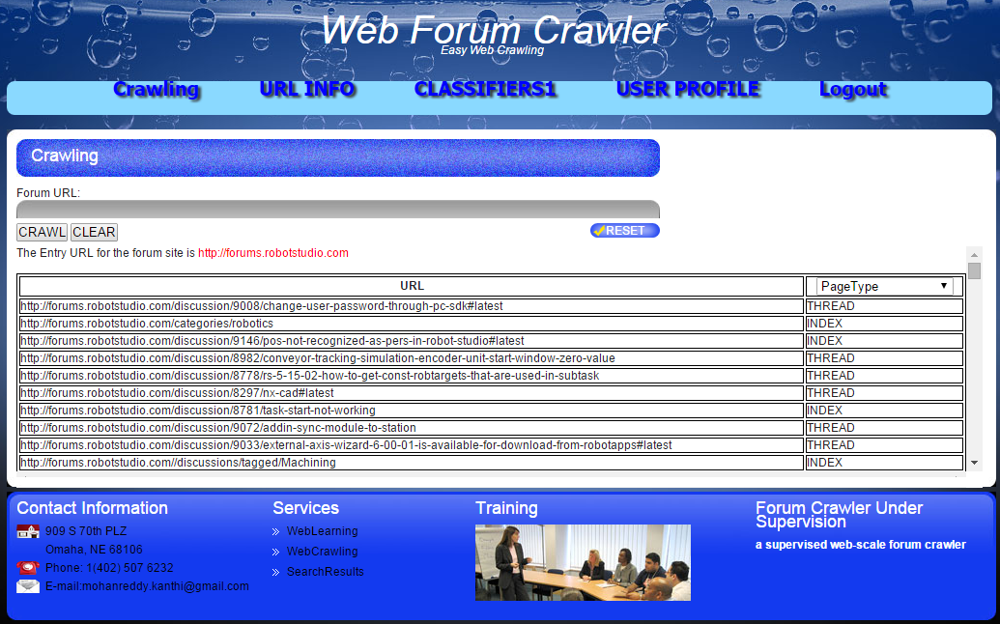 Web Forum Crawler
Easy Web Crawling
Crawling URL INFO CLASSIFIERS1 USER PROFILE Logout
Crawling
Forum URL:
CRAWL CLEAR RESET
The Entry URL for the forum site is http://forums.robotstudio.com
URL PageType
http://forums.robotstudio.com/discussion/9008/change-user-password-through-pc-sdk#latest THREAD
http://forums.robotstudio.com/categories/robotics INDEX
http://forums.robotstudio.com/discussion/9146/pos-not-recognized-as-pers-in-robot-studio#latest INDEX
http://forums.robotstudio.com/discussion/8982/conveyor-tracking-simulation-encoder-unit-start-window-zero-value THREAD
http://forums.robotstudio.com/discussion/8778/rs-5-15-02-how-to-get-const-robtargets-that-are-used-in-subtask THREAD
http://forums.robotstudio.com/discussion/8297/nx-cad#latest THREAD
http://forums.robotstudio.com/discussion/8781/task-start-not-working INDEX
http://forums.robotstudio.com/discussion/9072/addin-sync-module-to-station THREAD
http://forums.robotstudio.com/discussion/9033/external-axis-wizard-6-00-01-is-available-for-download-from-robotapps#latest THREAD
http://forums.robotstudio.com//discussions/tagged/Machining INDEX
Contact Information
909 S 70th PLZ
Omaha, NE 68106
Phone: 1(402) 507 6232
E-mail:mohanreddy.kanthi@gmail.com
Services
WebLearning
WebCrawling
SearchResults
Training
Forum Crawler Under
Supervision
a supervised web-scale forum crawler